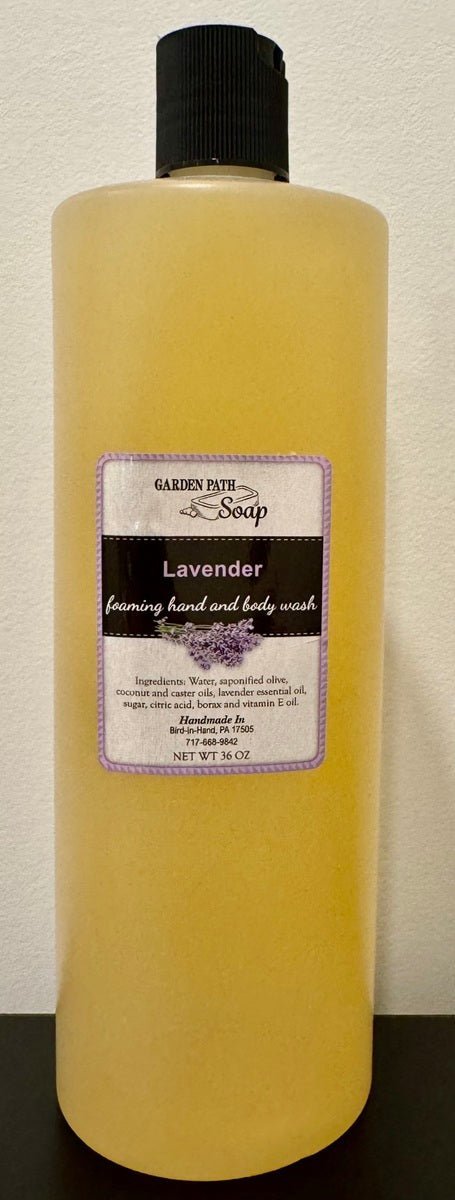 GARDEN PATH
Soap
Lavender
foaming hand and body wash
Ingredients: Water, saponified olive,
coconut and caster oils, lavender essential oil,
sugar, citric acid, borax and vitamin E oil.
Handmade In
Bird-in-Hand, PA 17505
717-668-9842
NET WT 36 OZ